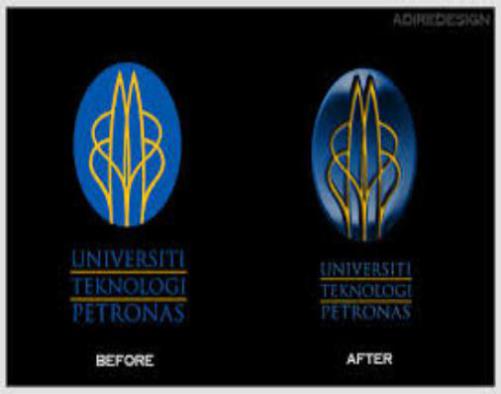 ADIREDESIGN
UNIVERSITI
TEKNOLOGI
PETRONAS
BEFORE
UNIVERSITI
TEKNOLOGI
PETRONAS
AFTER